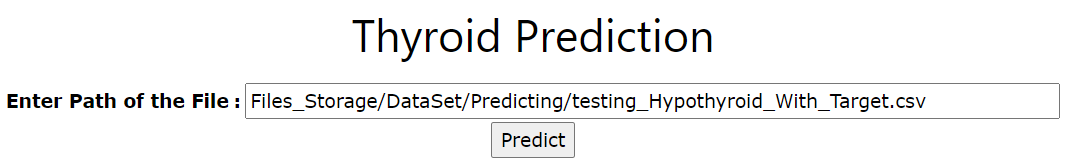 Thyroid Prediction
Enter Path of the File : Files_Storage/DataSet/Predicting/testing_Hypothyroid_With_Target.csv
Predict